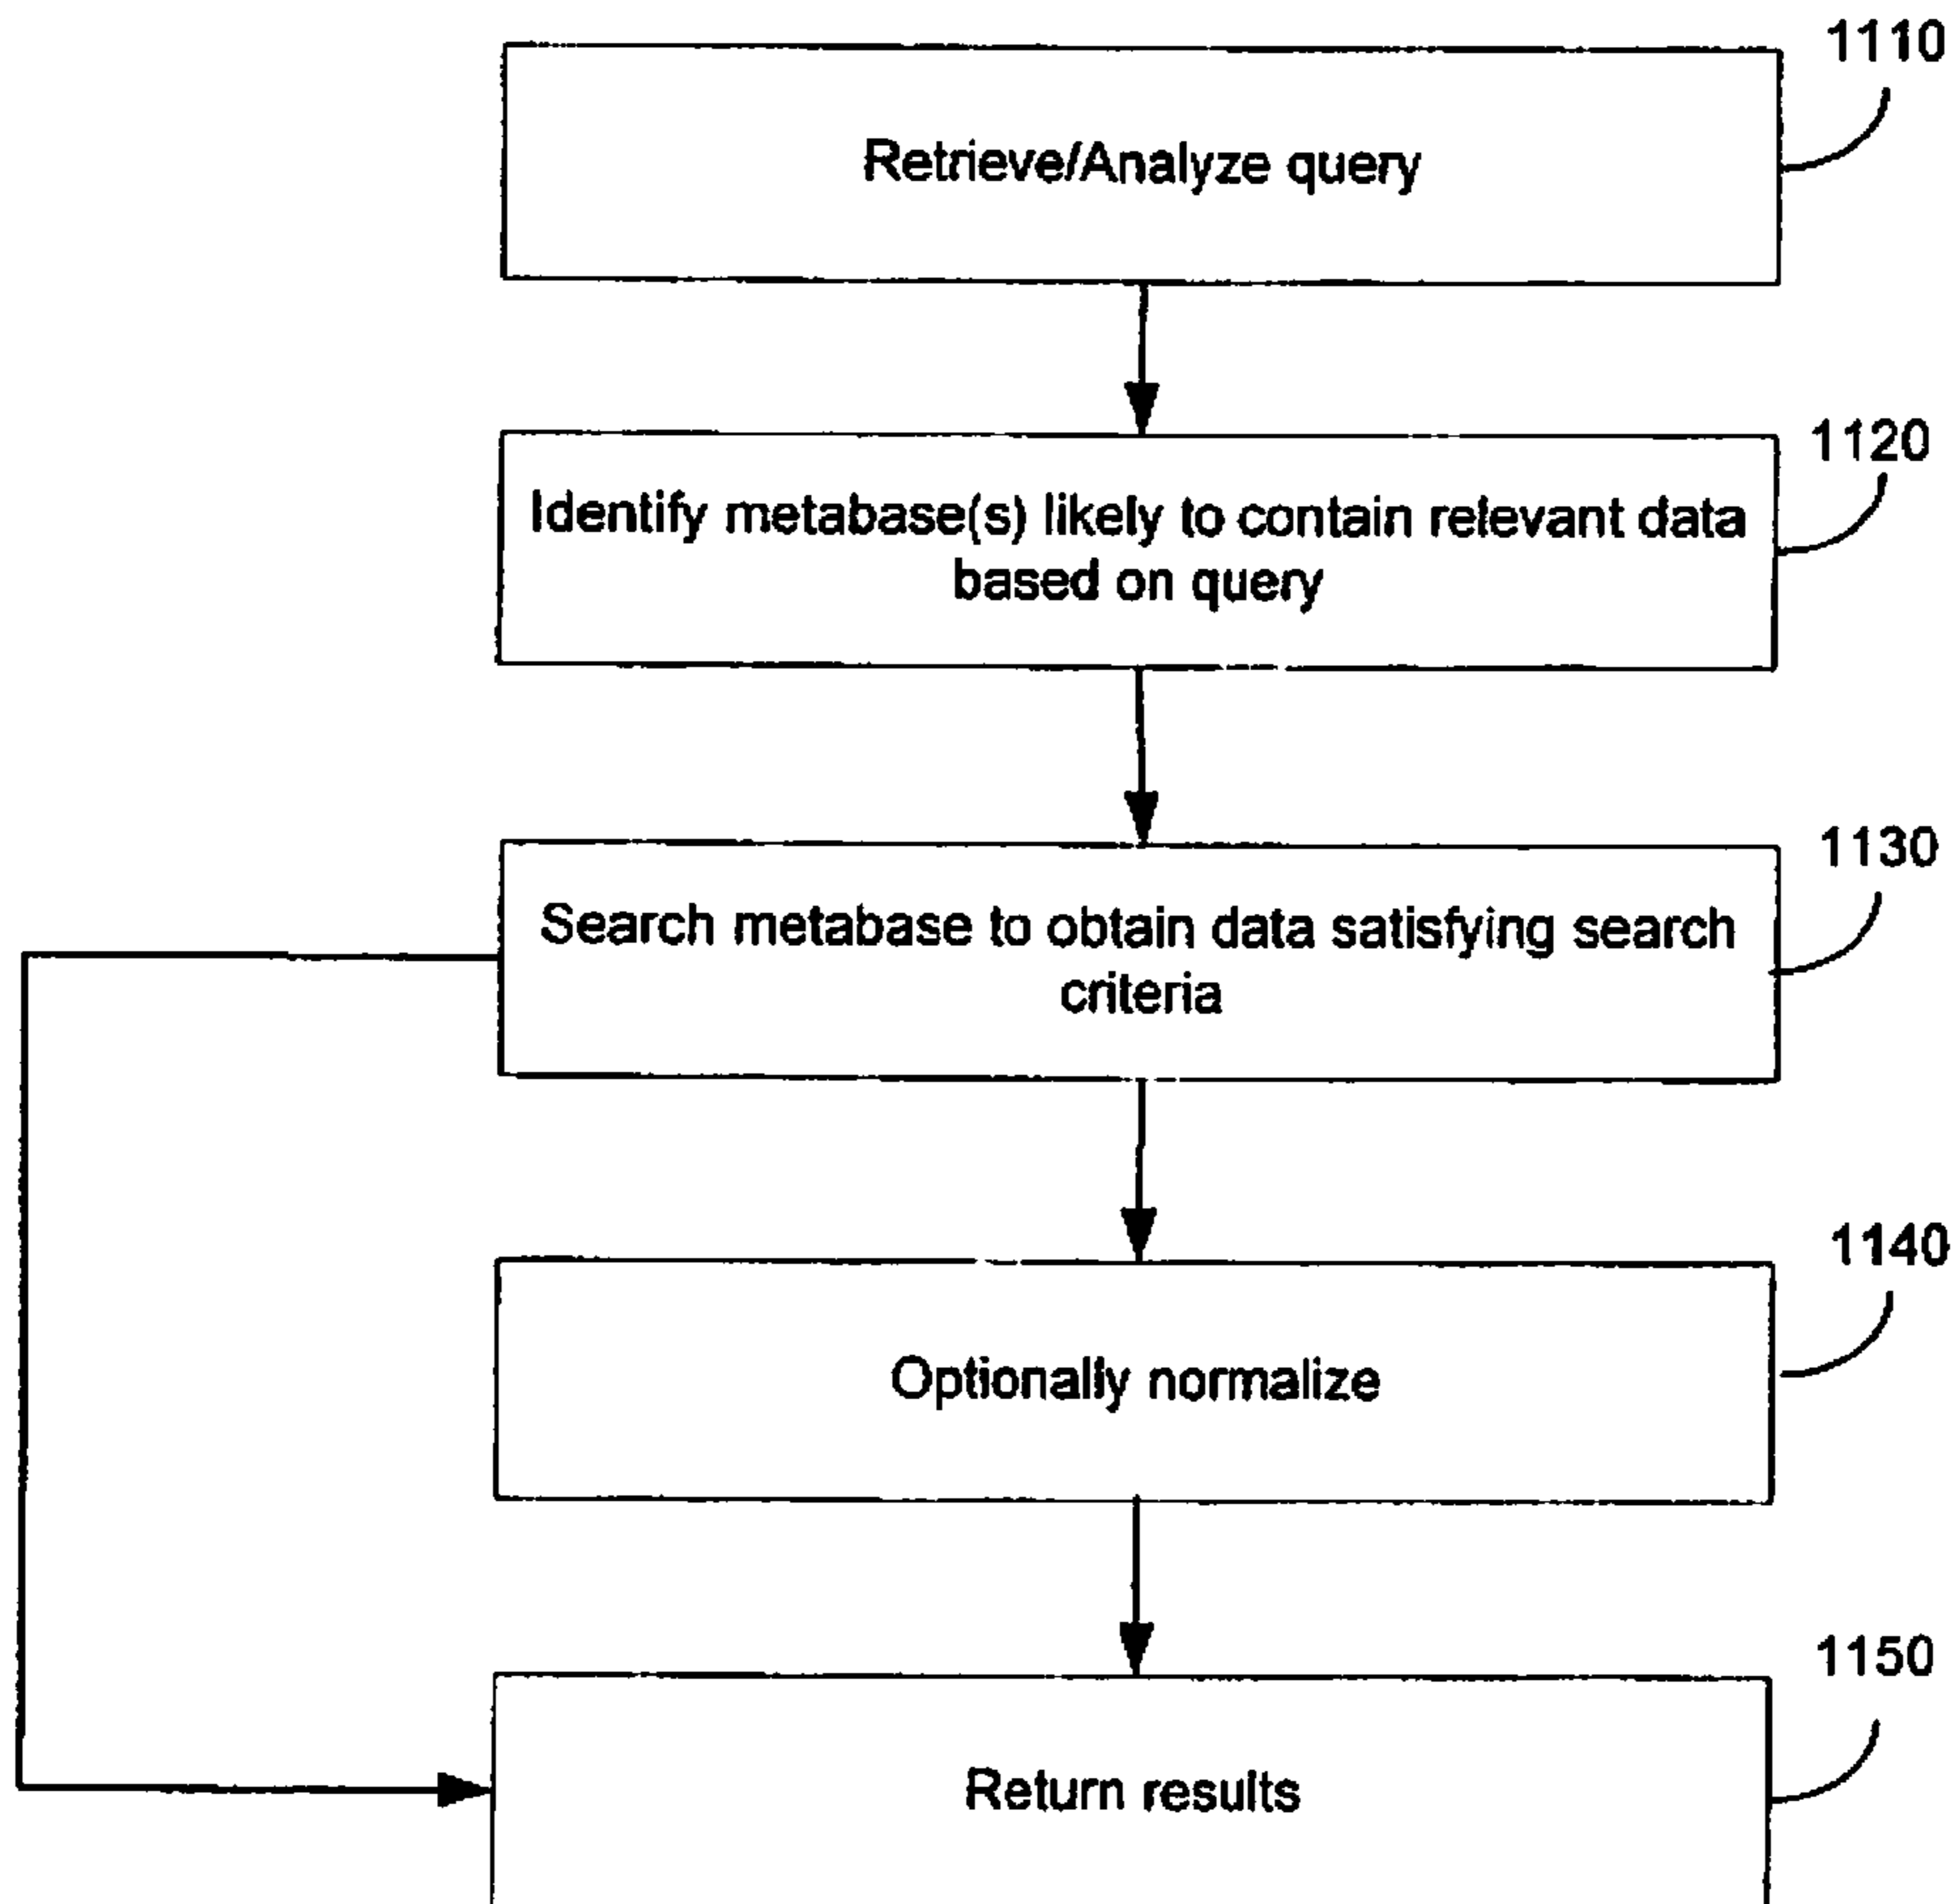 1110
Retrieve/Analyze query
1120
Identify metabase(s) likely to contain relevant data
based on query
1130
Search metabase to obtain data satisfying search
criteria
1140
Optionally normalize
1150
Return results